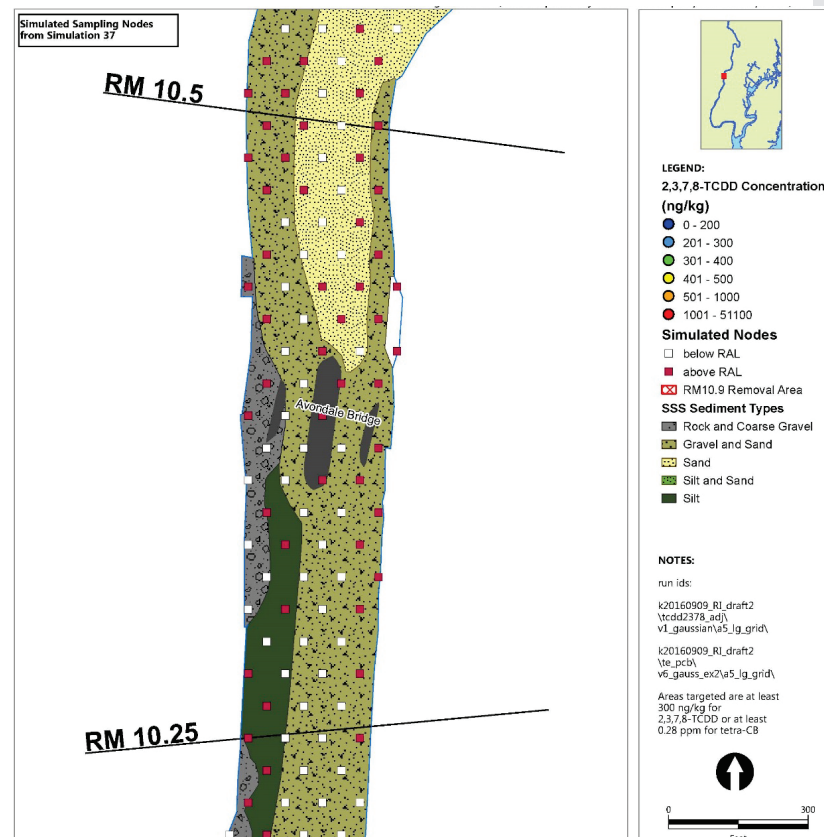 Simulated Sampling Nodes
from Simulation 37
RM 10.5
Avondale Bridge
RM 10.25
LEGEND:
2,3,7,8-TCDD Concentration
(ng/kg)
0 - 200
201 - 300
301 - 400
401 - 500
501 - 1000
1001 - 51100
Simulated Nodes
below RAL
above RAL
RM10.9 Removal Area
SSS Sediment Types
Rock and Coarse Gravel
Gravel and Sand
Sand
Silt and Sand
Silt
NOTES:
run ids:
k20160909_RI_draft2
\tcdd2378_adj\
v1_gaussian\a5_lg_grid\
k20160909_RI_draft2
\te_pcb\
v6_gauss_ex2\a5_lg_grid\
Areas targeted are at least
300 ng/kg for
2,3,7,8-TCDD or at least
0.28 ppm for tetra-CB
0 300